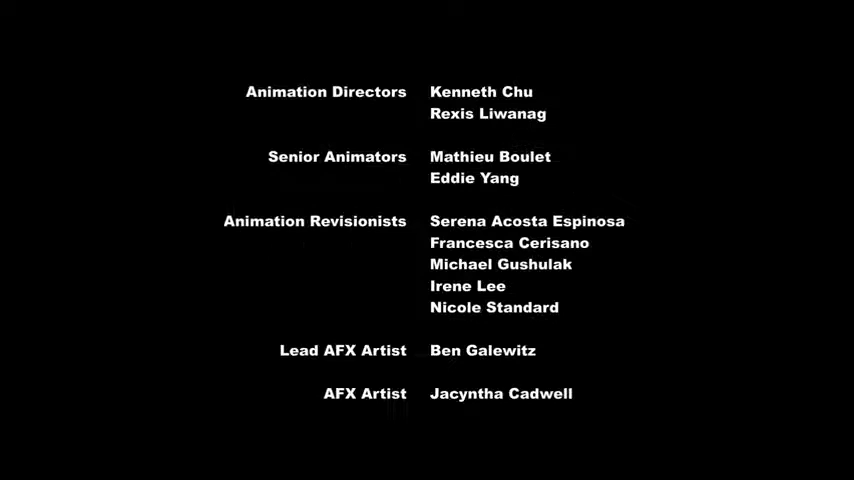 Animation Directors Kenneth Chu
Rexis Liwanag
Senior Animators Mathieu Boulet
Eddie Yang
Animation Revisionists Serena Acosta Espinosa
Francesca Cerisano
Michael Gushulak
Irene Lee
Nicole Standard
Lead AFX Artist Ben Galewitz
AFX Artist Jacyntha Cadwell